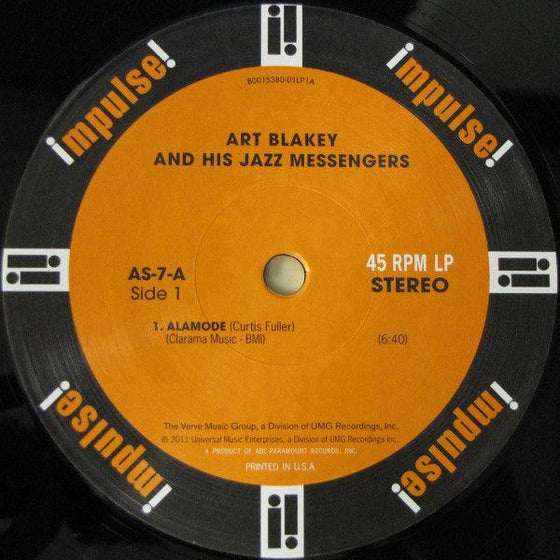 impulse!
impulse!
B0015380-01LP1A
ART BLAKEY
AND HIS JAZZ MESSENGERS
AS-7-A
Side 1
45 RPM LP
STEREO
1. ALAMODE (Curtis Fuller)
(Clarama Music - BMI)
(6:40)
The Verve Music Group, a Division of UMG Recordings, Inc.
℗ 2011 Universal Music Enterprises, a Division of UMG Recordings Inc.
A PRODUCT OF ABC-PARAMOUNT RECORDS, INC.
PRINTED IN U.S.A.
impulse!
impulse!